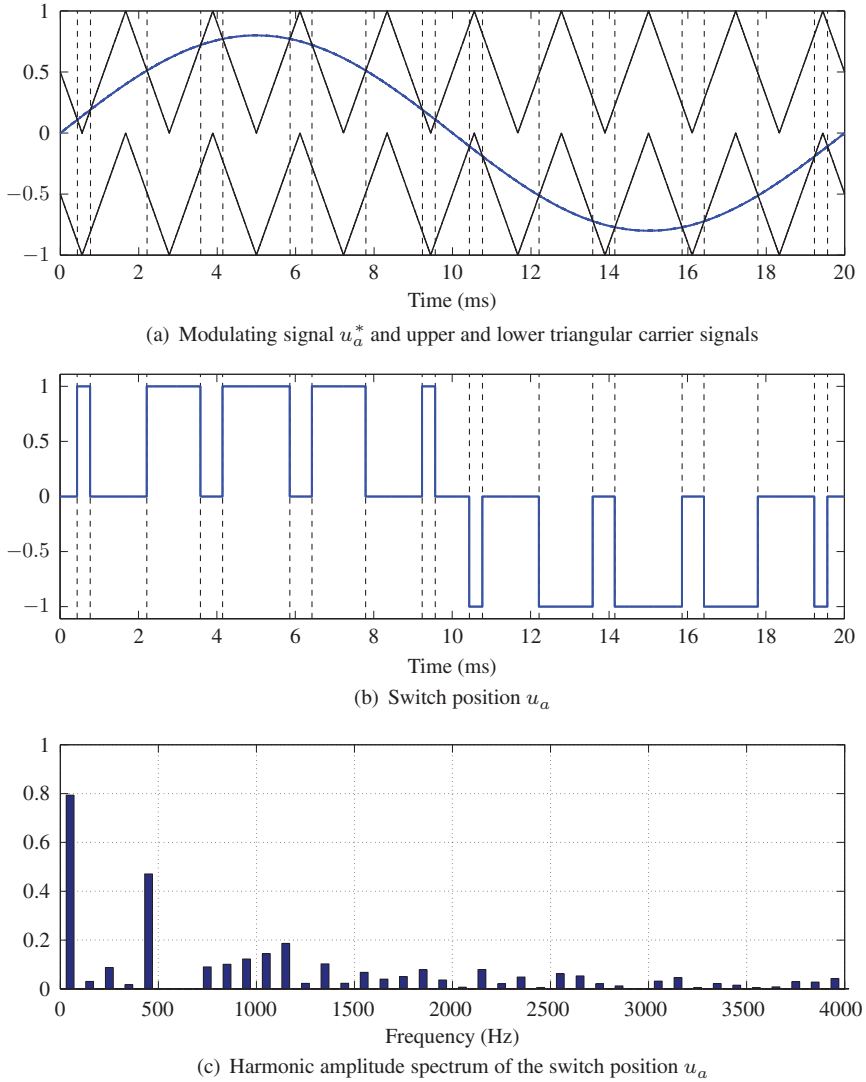 1
0.5
0
−0.5
−1
0 2 4 6 8 10 12 14 16 18 20
Time (ms)
(a) Modulating signal u*a and upper and lower triangular carrier signals
1
0.5
0
−0.5
−1
0 2 4 6 8 10 12 14 16 18 20
Time (ms)
(b) Switch position ua
1
0.8
0.6
0.4
0.2
0
0 500 1000 1500 2000 2500 3000 3500 4000
Frequency (Hz)
(c) Harmonic amplitude spectrum of the switch position ua